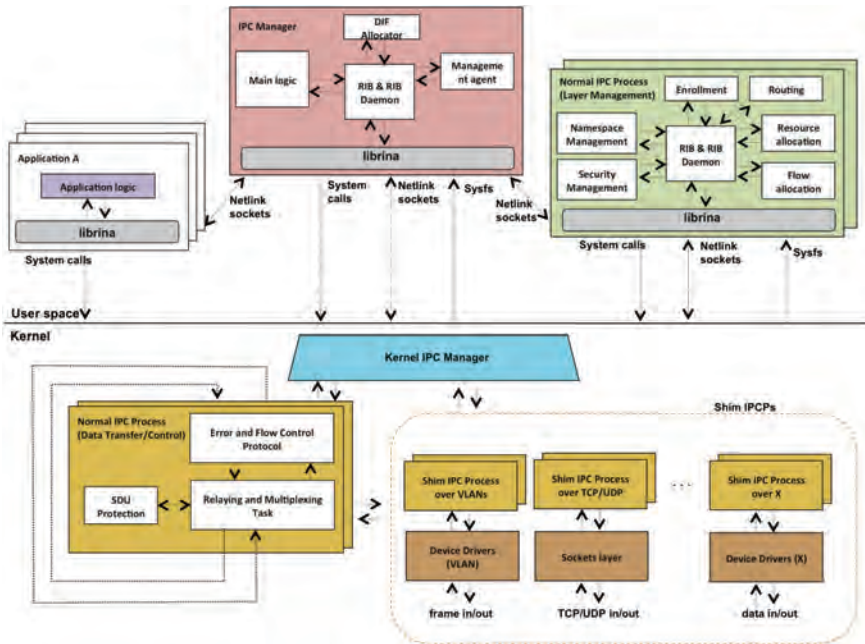 IPC Manager
DIF
Allocator
Main logic
RIB & RIB
Daemon
Manageme
nt agent
librina
Normal IPC Process
(Layer Management)
Enrollment
Routing
Namespace
Management
RIB & RIB
Daemon
Resource
allocation
Security
Management
Flow
allocation
librina
Application A
Application logic
librina
Netlink
sockets
System
calls
Netlink
sockets
Sysfs
Netlink
sockets
System calls
System calls
Netlink
sockets
Sysfs
User space
Kernel
Kernel IPC Manager
Normal IPC Process
(Data Transfer/Control)
Error and Flow Control
Protocol
SDU
Protection
Relaying and Multiplexing
Task
Shim IPCPs
Shim IPC Process
over VLANs
Shim IPC Process
over TCP/UDP
...
Shim IPC Process
over X
Device Drivers
(VLAN)
Sockets layer
Device Drivers (X)
frame in/out
TCP/UDP in/out
data in/out